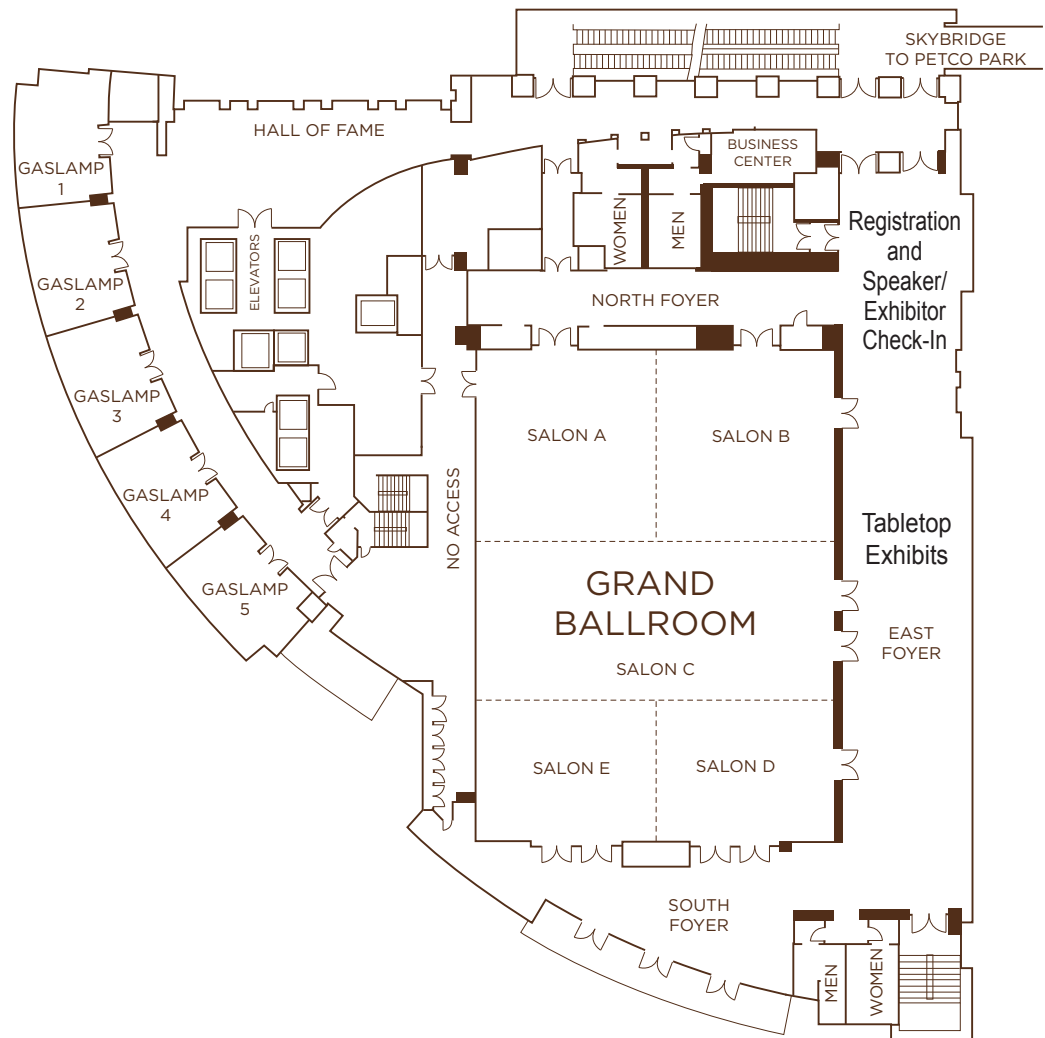 SKYBRIDGE
TO PETCO PARK
HALL OF FAME
BUSINESS
CENTER
GASLAMP
1
WOMEN
MEN
Registration
and
Speaker/
Exhibitor
Check-In
ELEVATORS
GASLAMP
2
NORTH FOYER
GASLAMP
3
SALON A
SALON B
GASLAMP
4
NO ACCESS
Tabletop
Exhibits
GASLAMP
5
GRAND
BALLROOM
EAST
FOYER
SALON C
SALON E
SALON D
SOUTH
FOYER
MEN
WOMEN